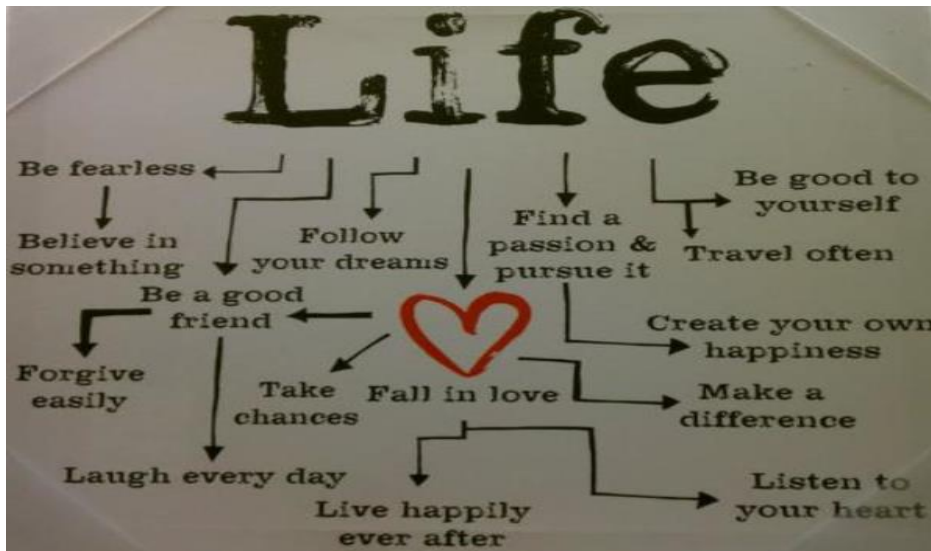 Life
Be fearless
Believe in
something
Follow
your dreams
Find a
passion &
pursue it
Be good to
yourself
Travel often
Be a good
friend
Forgive
easily
Take
chances
Fall in love
Create your own
happiness
Make a
difference
Laugh every day
Live happily
ever after
Listen to
your heart